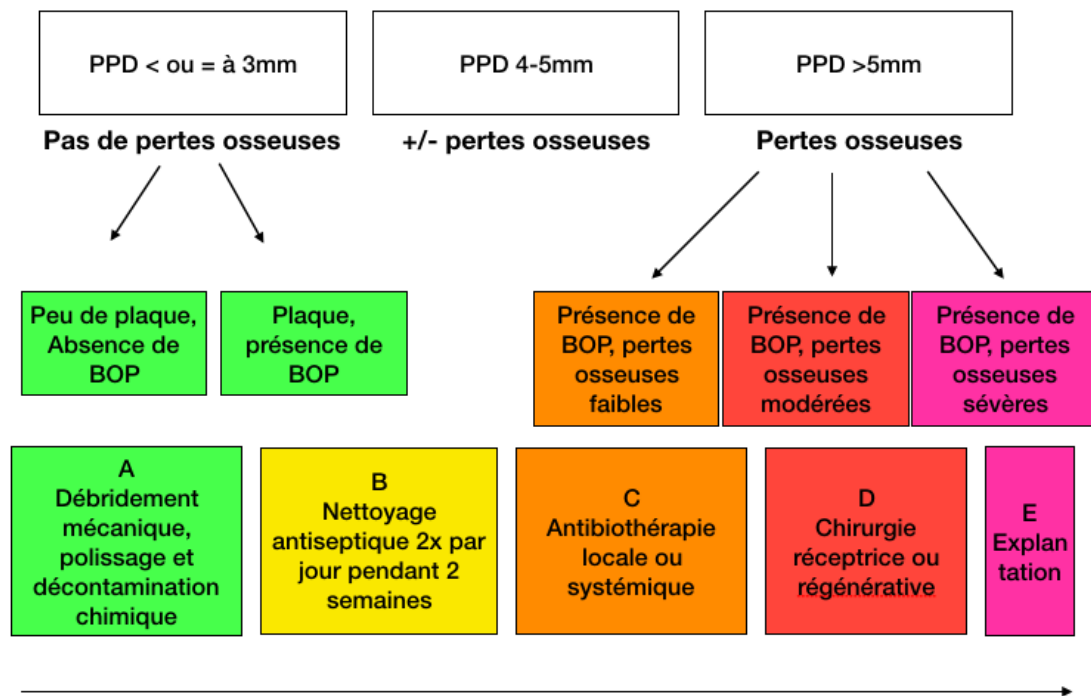 PPD < ou = à 3mm
PPD 4-5mm
PPD >5mm
Pas de pertes osseuses
+/- pertes osseuses
Pertes osseuses
Peu de plaque,
Absence de
BOP
Plaque,
présence de
BOP
Présence de
BOP, pertes
osseuses
faibles
Présence de
BOP, pertes
osseuses
modérées
Présence de
BOP, pertes
osseuses
sévères
A
Débridement
mécanique,
polissage et
décontamination
chimique
B
Nettoyage
antiseptique 2x par
jour pendant 2
semaines
C
Antibiothérapie
locale ou
systémique
D
Chirurgie
réceptrice ou
régénérative
E
Explan
tation